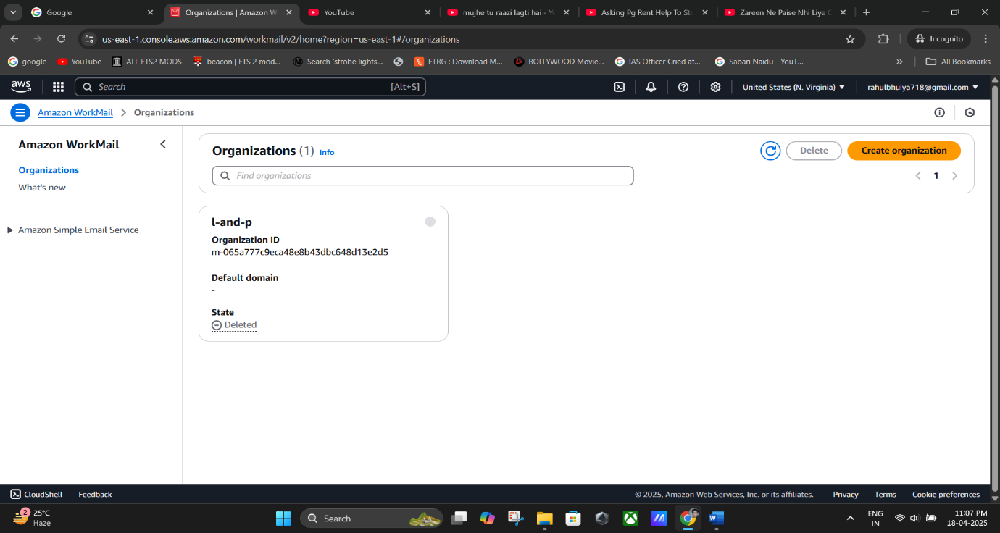 Google
Organizations | Amazon W
YouTube
mujhe tu raazi lagti hai - Yo
Asking Pg Rent Help To Str
Zareen Ne Paise Nhi Liye
us-east-1.console.aws.amazon.com/workmail/v2/home?region=us-east-1#/organizations
Incognito
google
YouTube
ALL ETS2 MODS
beacon | ETS 2 mod...
Search 'strobe lights...
ETRG : Download M...
BOLLYWOOD Movie...
IAS Officer Cried at...
Sabari Naidu - YouT...
All Bookmarks
aws
Search
[Alt+S]
United States (N. Virginia)
rahulbhuiya718@gmail.com
Amazon WorkMail
Organizations
Amazon WorkMail
Organizations
What's new
Amazon Simple Email Service
Organizations (1) Info
Delete
Create organization
Find organizations
1
l-and-p
Organization ID
m-065a777c9eca48e8b43dbc648d13e2d5
Default domain
-
State
Deleted
CloudShell
Feedback
© 2025, Amazon Web Services, Inc. or its affiliates.
Privacy
Terms
Cookie preferences
2
25°C
Haze
Search
ENG
IN
11:07 PM
18-04-2025